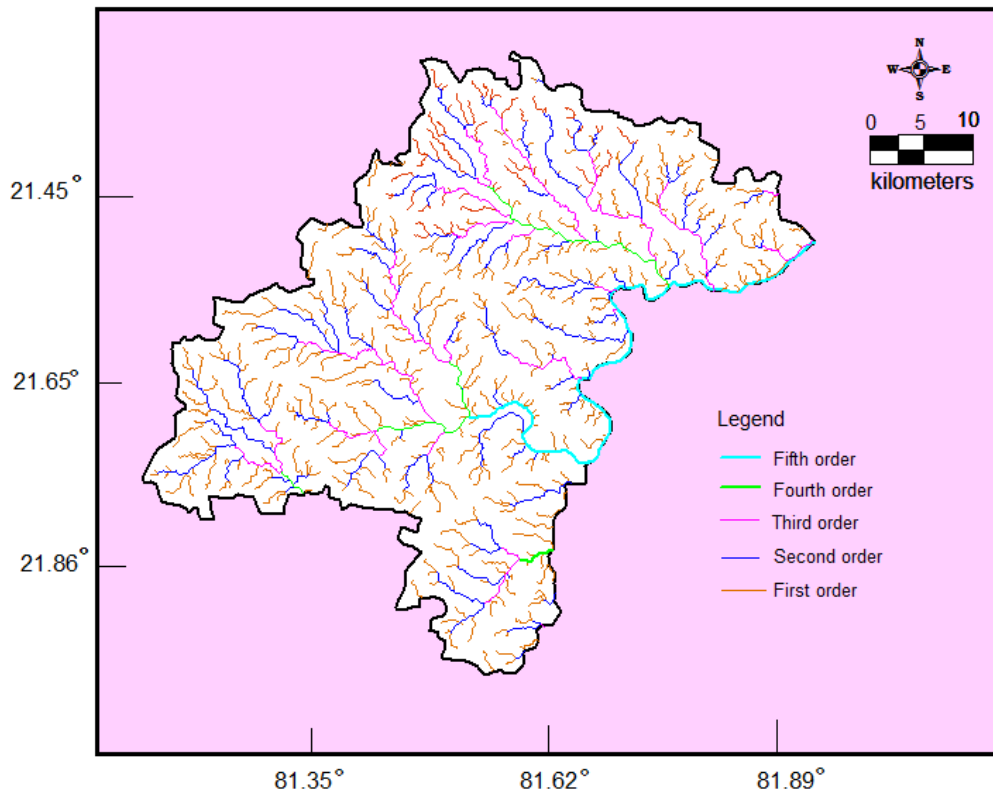 N
W E
S
0 5 10
kilometers
21.45°
21.65°
21.86°
Legend
Fifth order
Fourth order
Third order
Second order
First order
81.35° 81.62° 81.89°